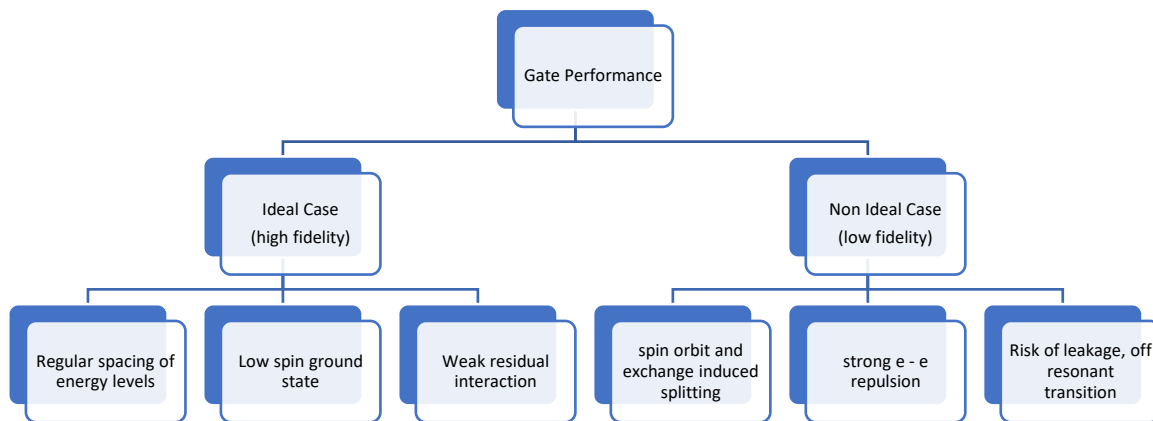 Gate Performance
Ideal Case
(high fidelity)
Non Ideal Case
(low fidelity)
Regular spacing of
energy levels
Low spin ground
state
Weak residual
interaction
spin orbit and
exchange induced
splitting
strong e - e
repulsion
Risk of leakage, off
resonant
transition